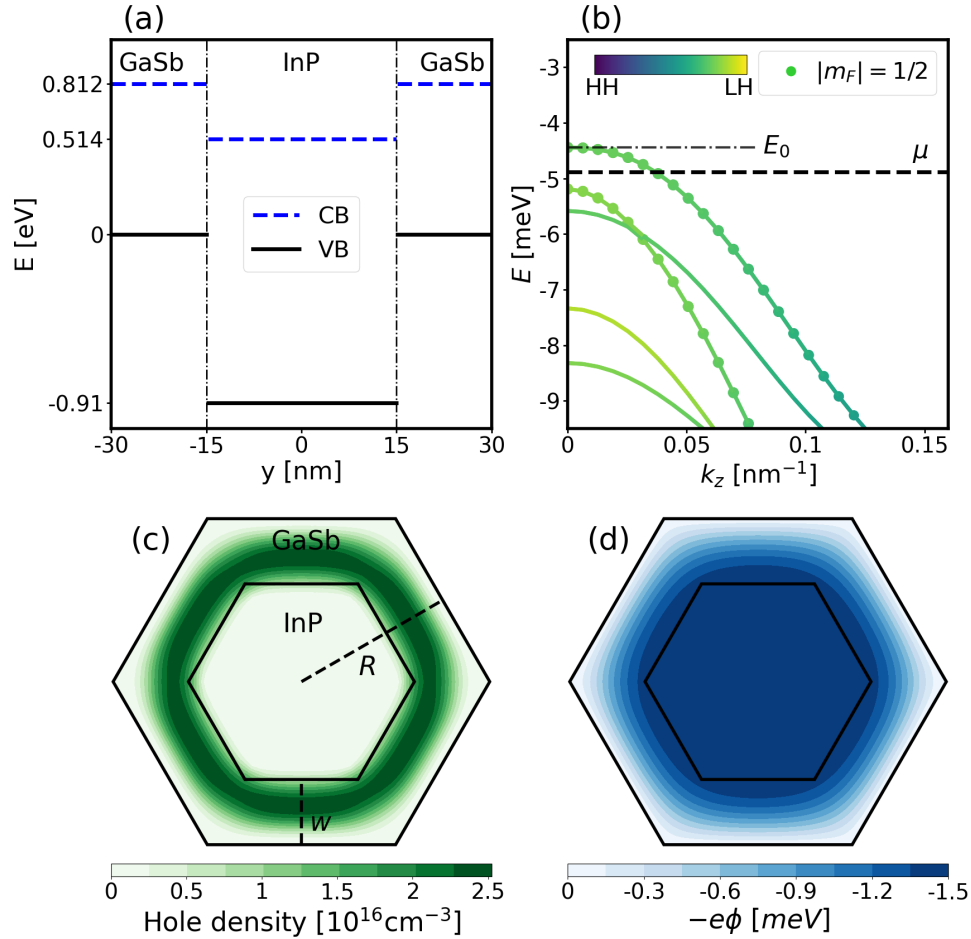 (a)
GaSb InP GaSb
0.812
0.514
0
-0.91
E [eV]
CB
VB
-30 -15 0 15 30
y [nm]
(b)
HH LH
|m_F| = 1/2
E_0
μ
-3
-4
-5
-6
-7
-8
-9
E [meV]
0 0.05 0.10 0.15
k_z [nm⁻¹]
(c)
GaSb
InP
R
w
0 0.5 1 1.5 2 2.5
Hole density [10¹⁶cm⁻³]
(d)
0 -0.3 -0.6 -0.9 -1.2 -1.5
−eϕ [meV]